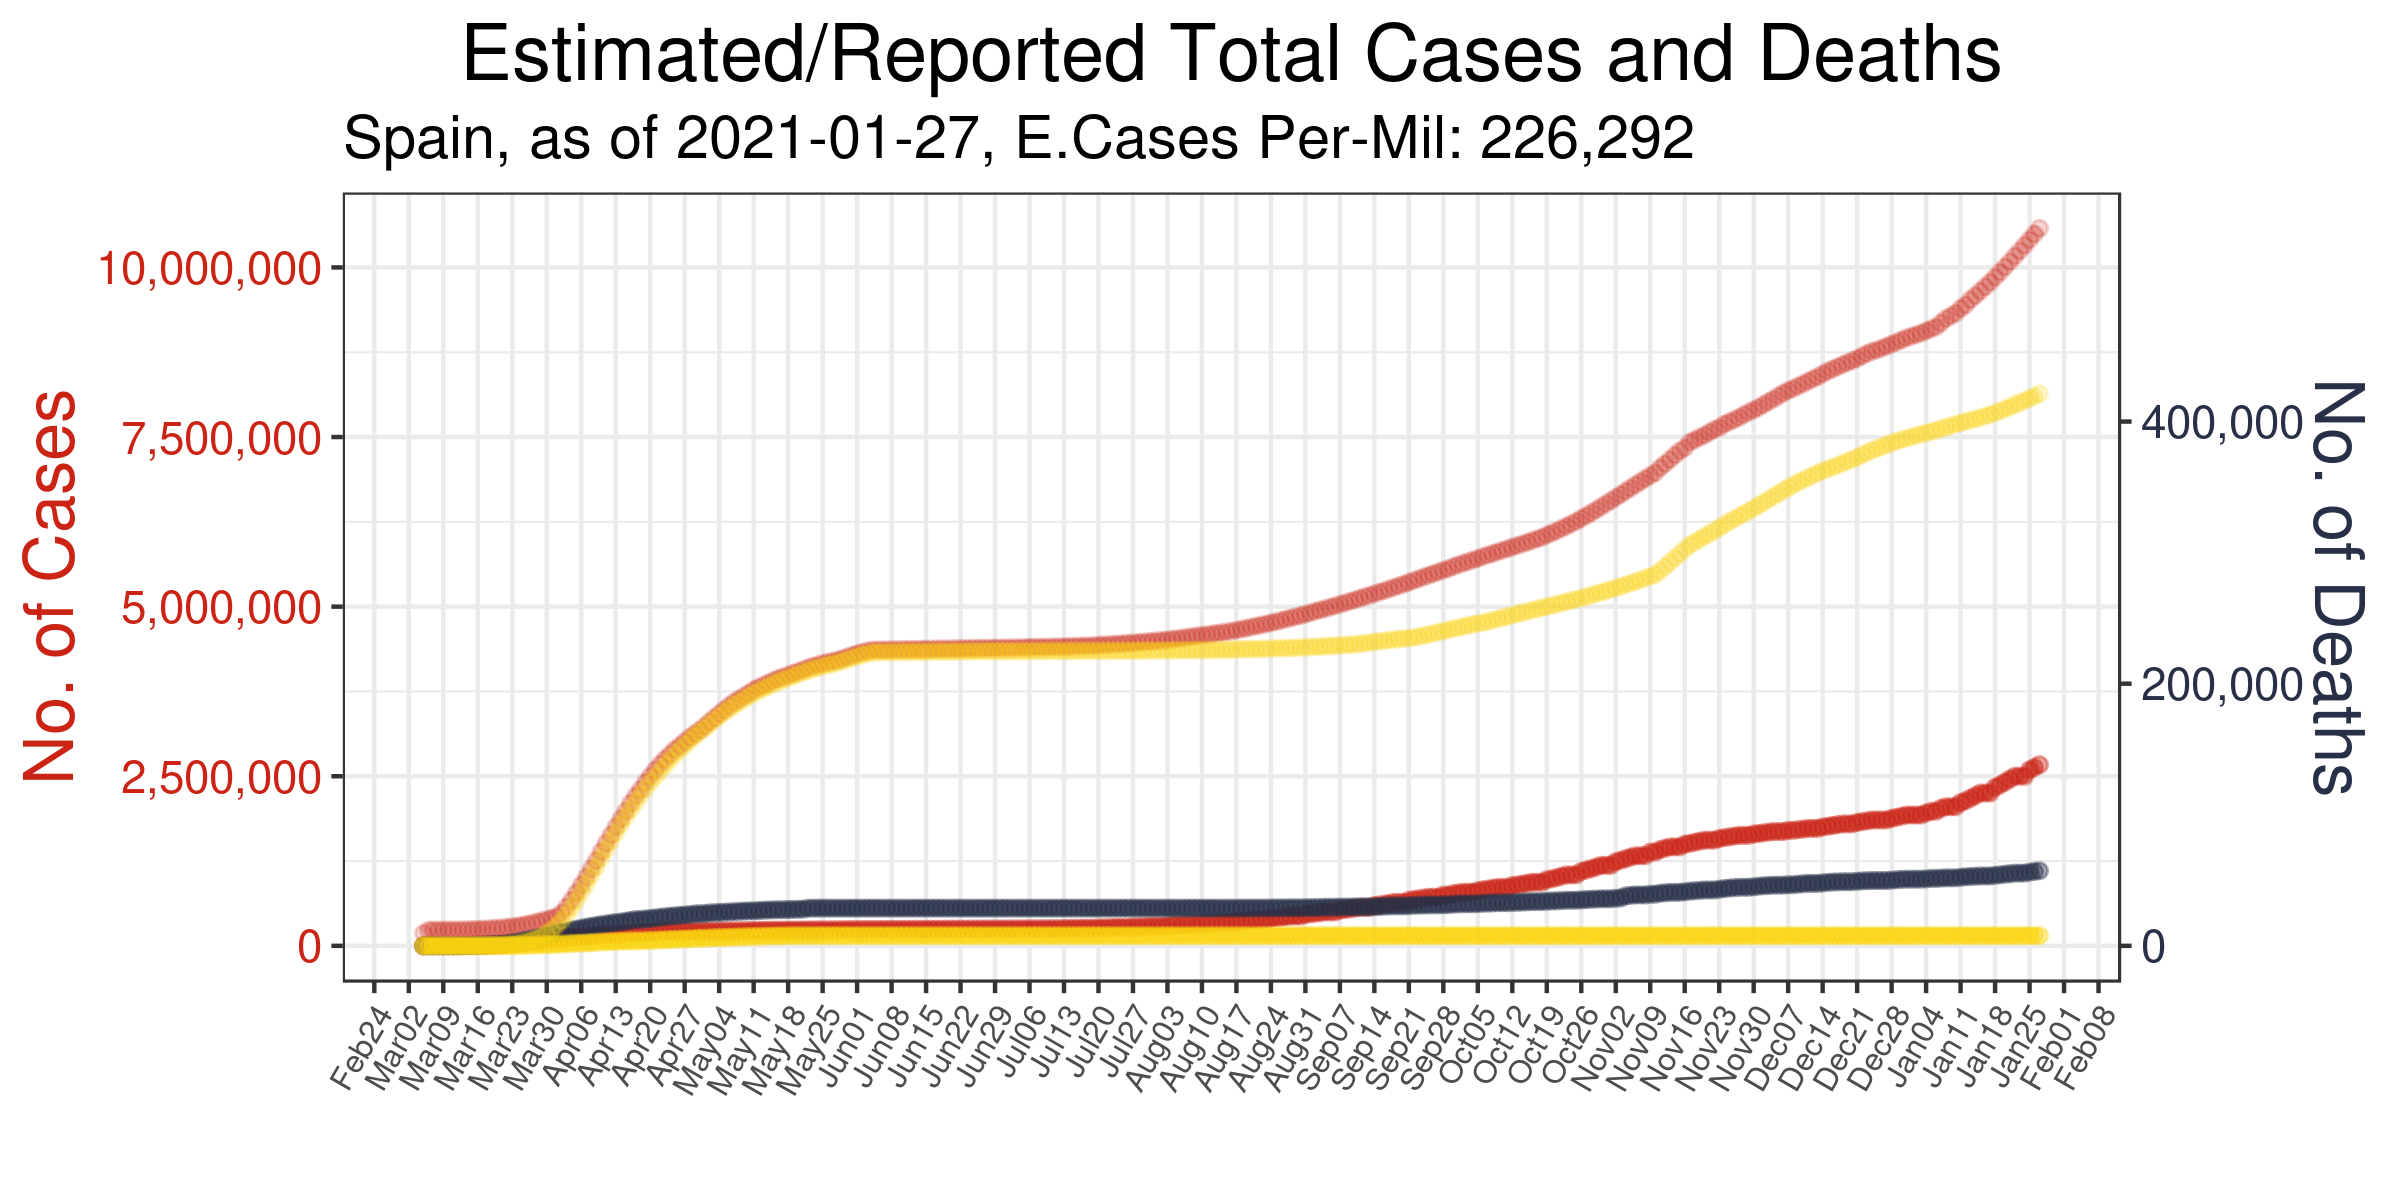 Estimated/Reported Total Cases and Deaths
Spain, as of 2021-01-27, E.Cases Per-Mil: 226,292
No. of Cases
10,000,000
7,500,000
5,000,000
2,500,000
0
400,000
200,000
0
No. of Deaths
Feb24
Mar02
Mar09
Mar16
Mar23
Mar30
Apr06
Apr13
Apr20
Apr27
May04
May11
May18
May25
Jun01
Jun08
Jun15
Jun22
Jun29
Jul06
Jul13
Jul20
Jul27
Aug03
Aug10
Aug17
Aug24
Aug31
Sep07
Sep14
Sep21
Sep28
Oct05
Oct12
Oct19
Oct26
Nov02
Nov09
Nov16
Nov23
Nov30
Dec07
Dec14
Dec21
Dec28
Jan04
Jan11
Jan18
Jan25
Feb01
Feb08